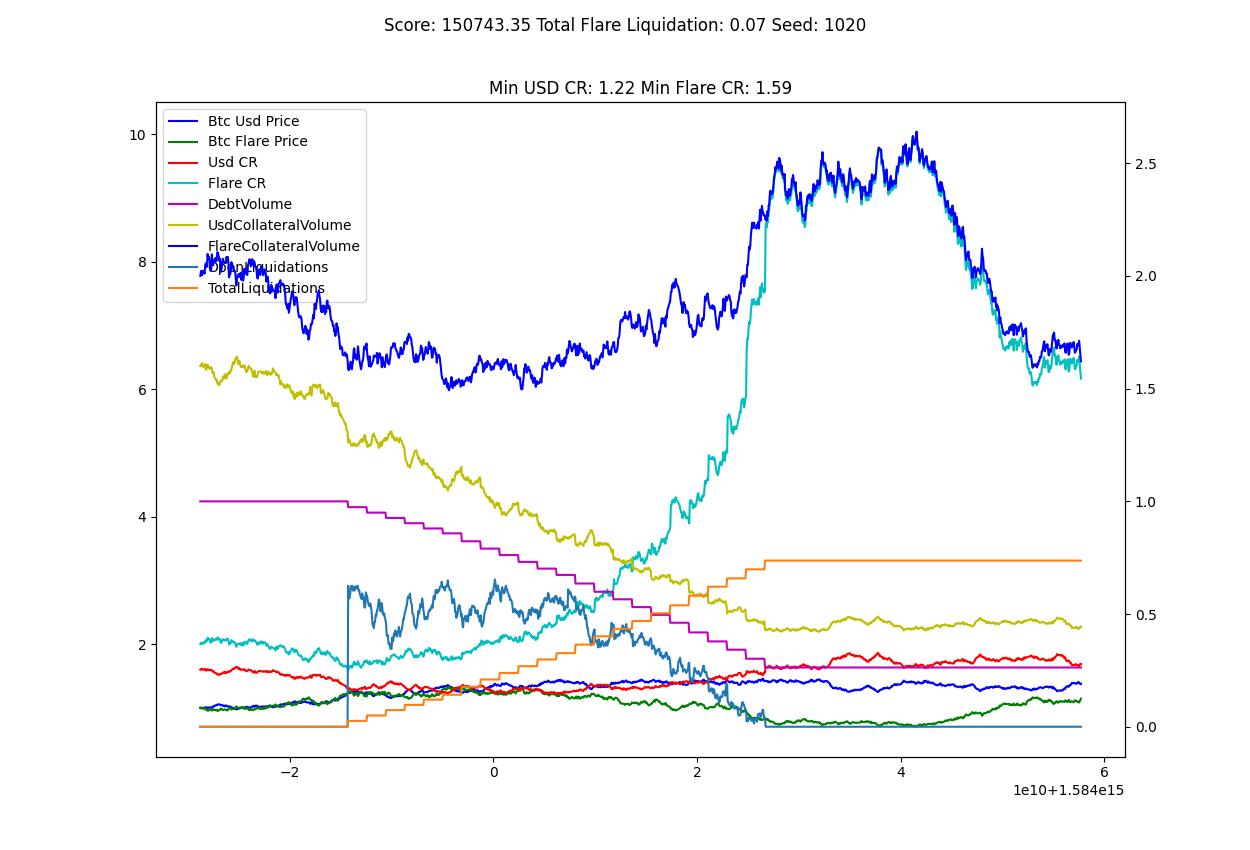 Score: 150743.35 Total Flare Liquidation: 0.07 Seed: 1020
Min USD CR: 1.22 Min Flare CR: 1.59
Btc Usd Price
Btc Flare Price
Usd CR
Flare CR
DebtVolume
UsdCollateralVolume
FlareCollateralVolume
OpenLiquidations
TotalLiquidations
10
8
6
4
2
2.5
2.0
1.5
1.0
0.5
0.0
−2 0 2 4 6
1e10+1.584e15